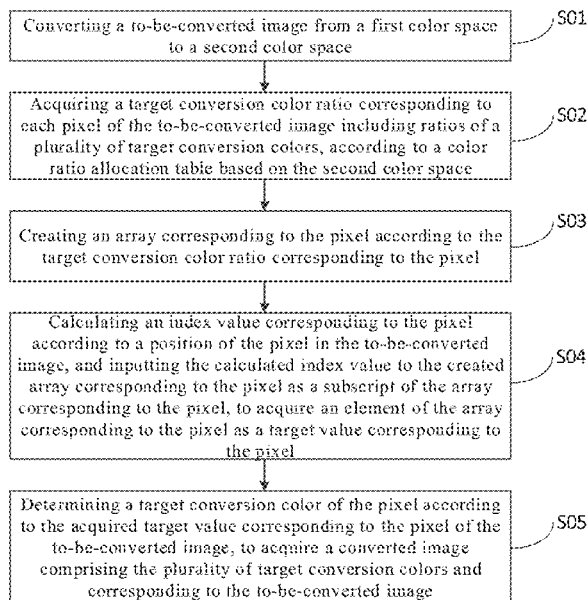 Converting a to-be-converted image from a first color space
to a second color space
S01
Acquiring a target conversion color ratio corresponding to
each pixel of the to-be-converted image including ratios of a
plurality of target conversion colors, according to a color
ratio allocation table based on the second color space
S02
Creating an array corresponding to the pixel according to the
target conversion color ratio corresponding to the pixel
S03
Calculating an index value corresponding to the pixel
according to a position of the pixel in the to-be-converted
image, and inputting the calculated index value to the created
array corresponding to the pixel as a subscript of the array
corresponding to the pixel, to acquire an element of the array
corresponding to the pixel as a target value corresponding to
the pixel
S04
Determining a target conversion color of the pixel according
to the acquired target value corresponding to the pixel of the
to-be-converted image, to acquire a converted image
comprising the plurality of target conversion colors and
corresponding to the to-be-converted image
S05